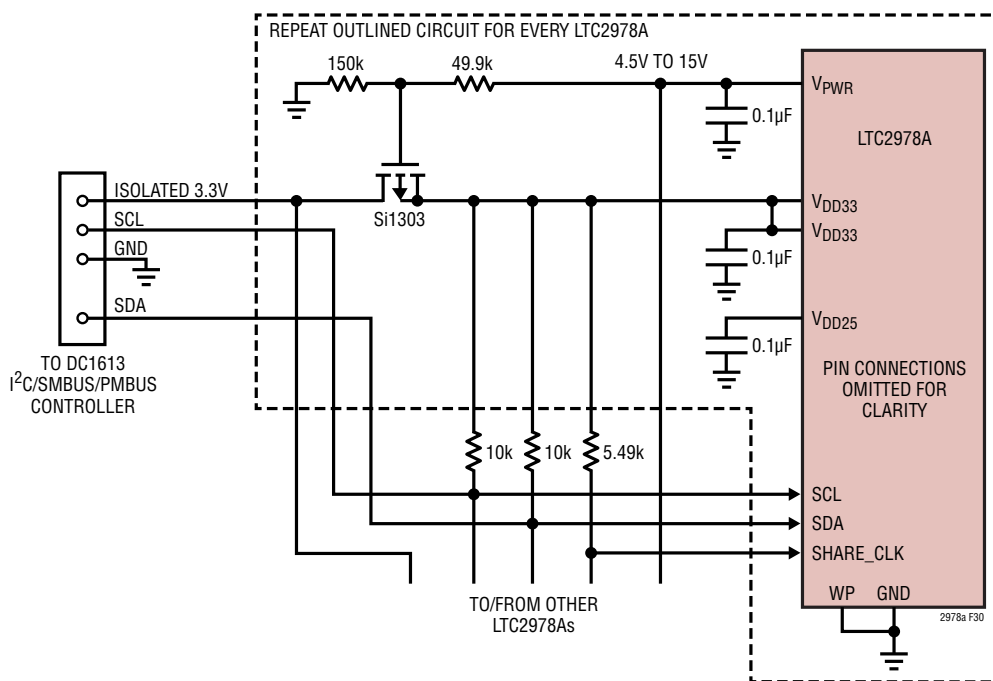 REPEAT OUTLINED CIRCUIT FOR EVERY LTC2978A
150k
49.9k
4.5V TO 15V
VPWR
0.1µF
LTC2978A
ISOLATED 3.3V
Si1303
VDD33
SCL
VDD33
GND
0.1µF
SDA
VDD25
0.1µF
TO DC1613
I2C/SMBUS/PMBUS
CONTROLLER
PIN CONNECTIONS
OMITTED FOR
CLARITY
10k
10k
5.49k
SCL
SDA
SHARE_CLK
TO/FROM OTHER
LTC2978As
WP
GND
2978a F30